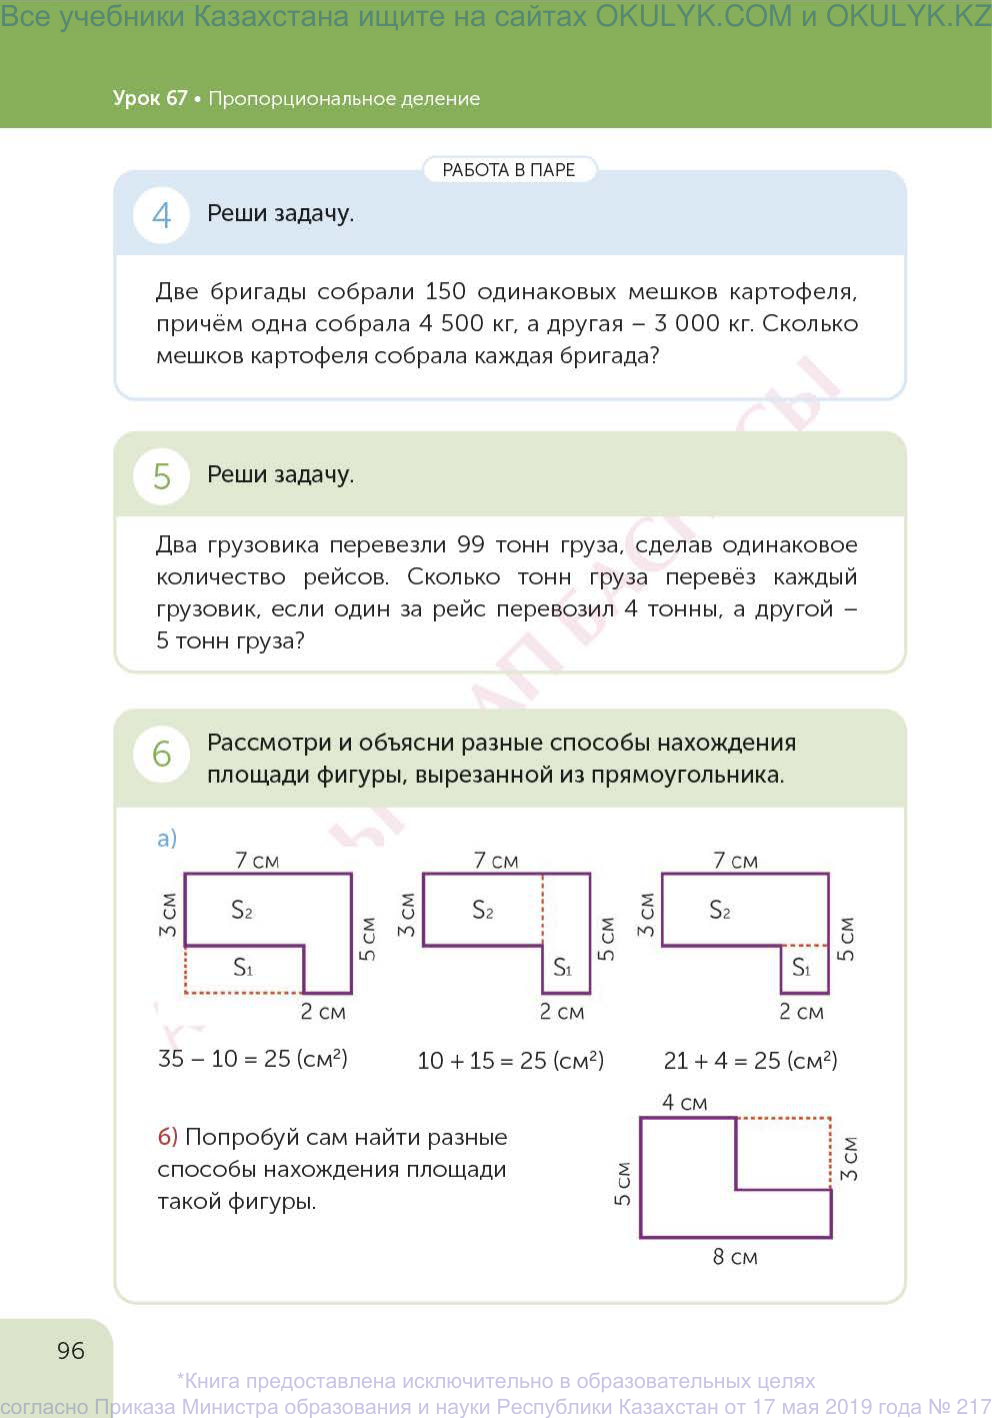 Все учебники Казахстана ищите на сайтах OKULYK.COM и OKULYK.KZ
Урок 67 • Пропорциональное деление
РАБОТА В ПАРЕ
4 Реши задачу.
Две бригады собрали 150 одинаковых мешков картофеля,
причём одна собрала 4 500 кг, а другая – 3 000 кг. Сколько
мешков картофеля собрала каждая бригада?
5 Реши задачу.
Два грузовика перевезли 99 тонн груза, сделав одинаковое
количество рейсов. Сколько тонн груза перевёз каждый
грузовик, если один за рейс перевозил 4 тонны, а другой –
5 тонн груза?
6 Рассмотри и объясни разные способы нахождения
площади фигуры, вырезанной из прямоугольника.
а)
7 см 7 см 7 см
3 см S2 5 см 3 см S2 5 см 3 см S2 5 см
S1 S1 S1
2 см 2 см 2 см
35 – 10 = 25 (см²) 10 + 15 = 25 (см²) 21 + 4 = 25 (см²)
4 см
б) Попробуй сам найти разные
способы нахождения площади
такой фигуры.
5 см 3 см
8 см
96
*Книга предоставлена исключительно в образовательных целях
согласно Приказа Министра образования и науки Республики Казахстан от 17 мая 2019 года № 217